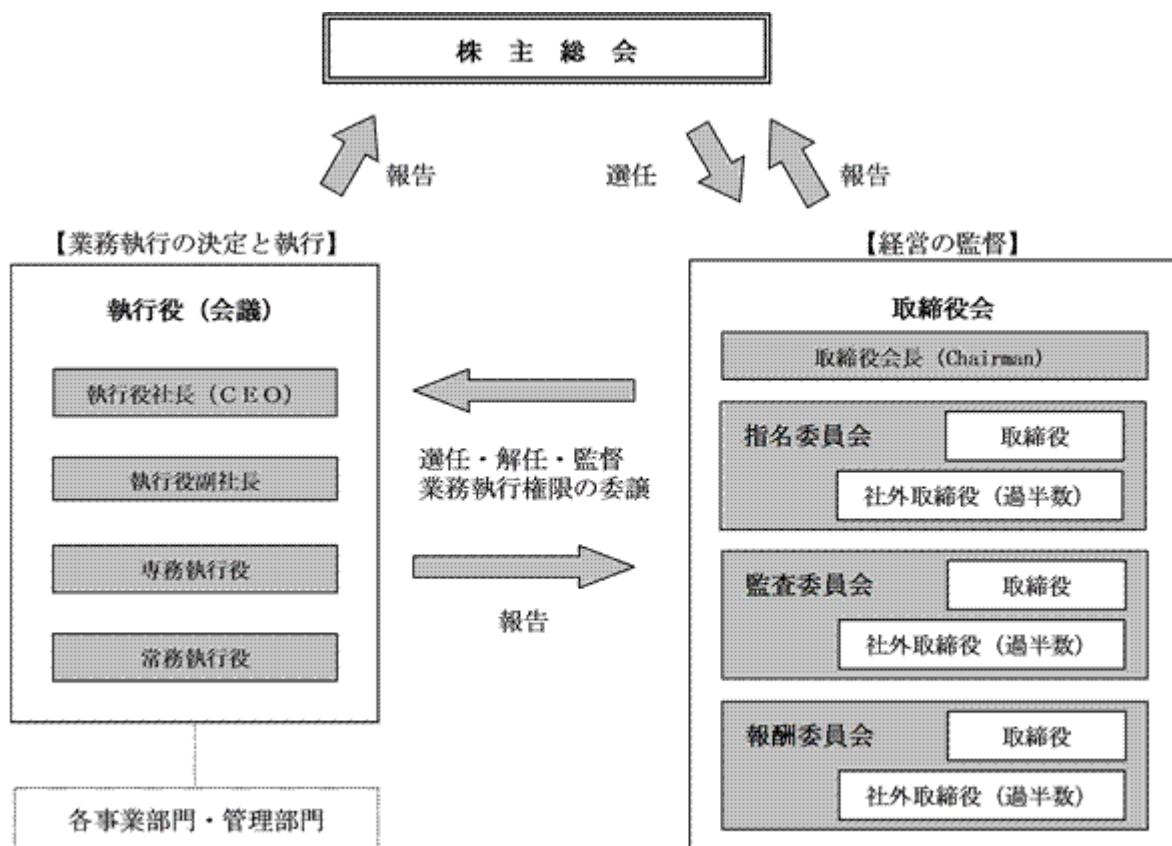 株主総会
報告
選任
報告
【業務執行の決定と執行】
執行役（会議）
執行役社長（ＣＥＯ）
執行役副社長
専務執行役
常務執行役
各事業部門・管理部門
選任・解任・監督
業務執行権限の委譲
報告
【経営の監督】
取締役会
取締役会長（Chairman）
指名委員会
取締役
社外取締役（過半数）
監査委員会
取締役
社外取締役（過半数）
報酬委員会
取締役
社外取締役（過半数）